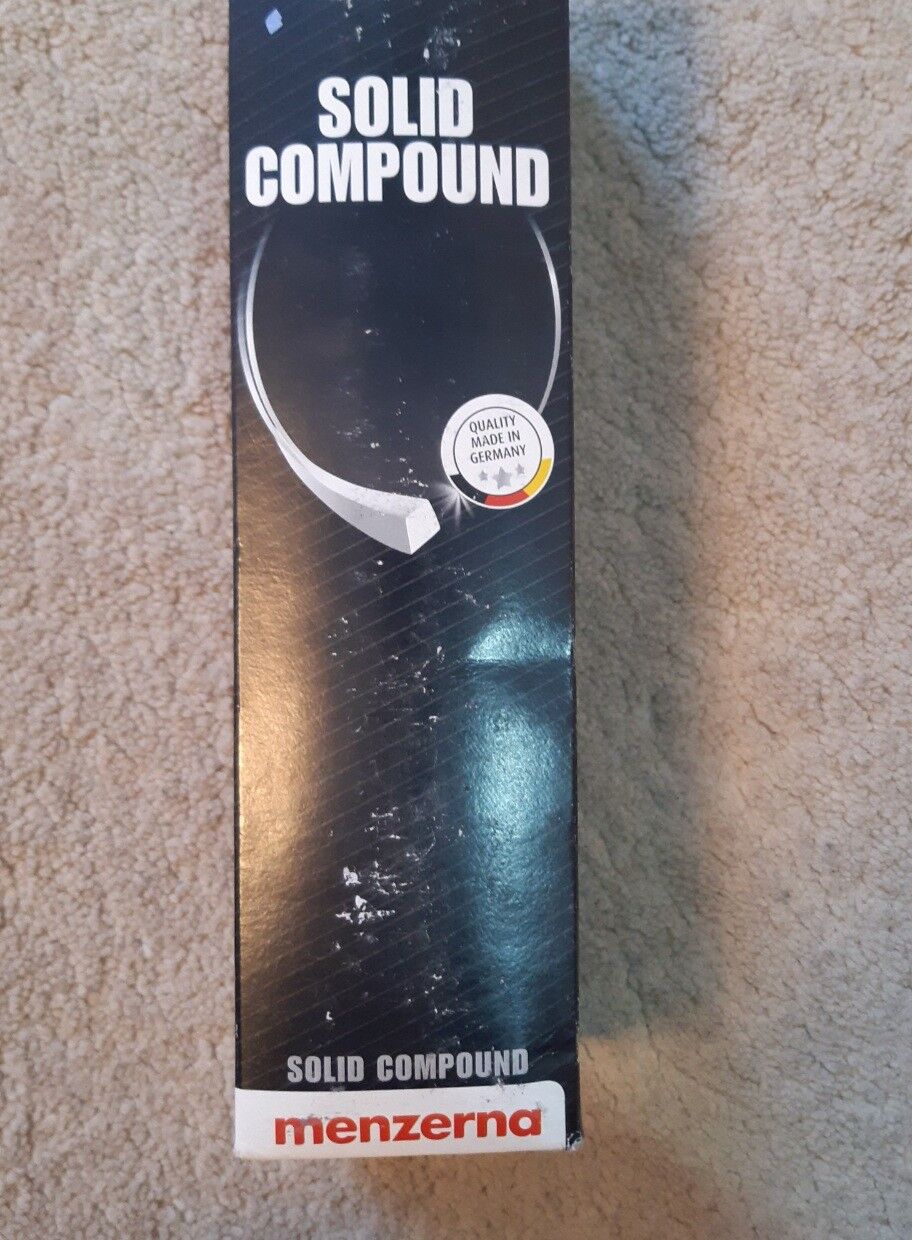 SOLID
COMPOUND
QUALITY
MADE IN
GERMANY
SOLID COMPOUND
menzerna